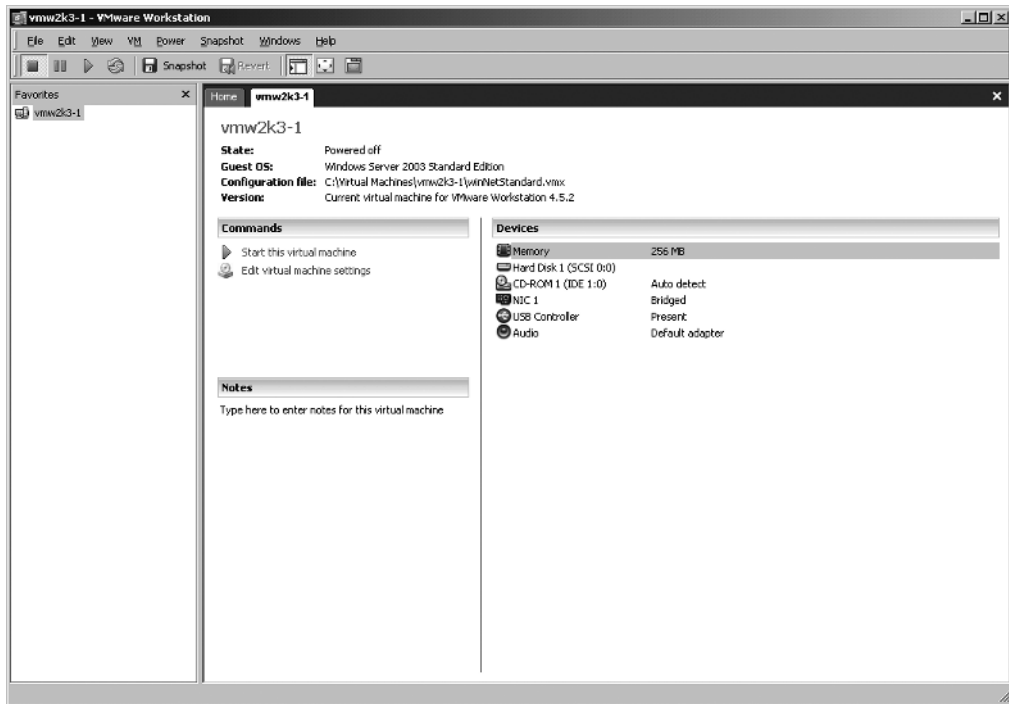 vmw2k3-1 - VMware Workstation
File Edit View VM Power Snapshot Windows Help
Snapshot Revert
Favorites
vmw2k3-1
Home vmw2k3-1
vmw2k3-1
State: Powered off
Guest OS: Windows Server 2003 Standard Edition
Configuration file: C:\Virtual Machines\vmw2k3-1\winNetStandard.vmx
Version: Current virtual machine for VMware Workstation 4.5.2
Commands
Start this virtual machine
Edit virtual machine settings
Notes
Type here to enter notes for this virtual machine
Devices
Memory 256 MB
Hard Disk 1 (SCSI 0:0)
CD-ROM 1 (IDE 1:0) Auto detect
NIC 1 Bridged
USB Controller Present
Audio Default adapter